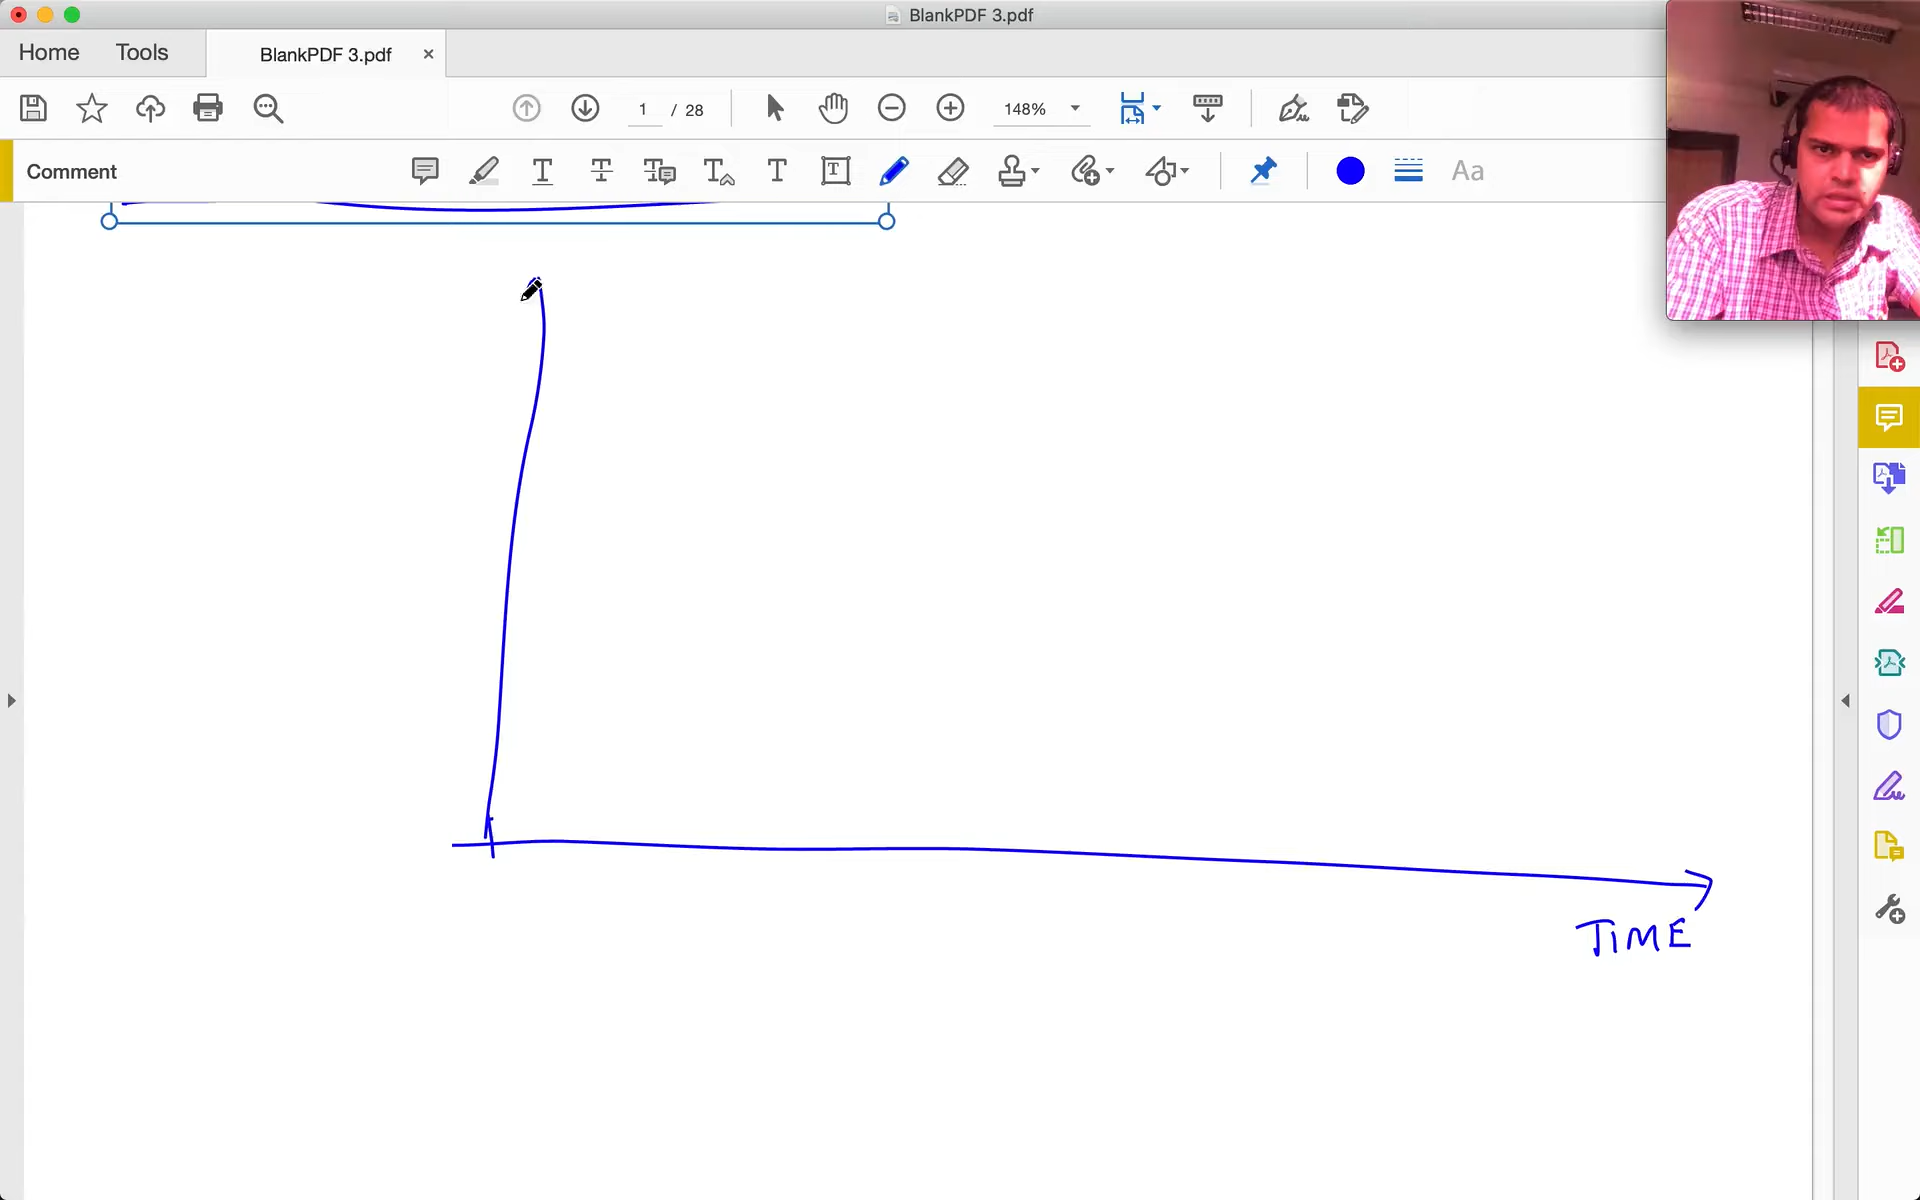 BlankPDF 3.pdf
Home Tools BlankPDF 3.pdf ×
1 / 28 148%
Comment T T T T T T Aa
TIME